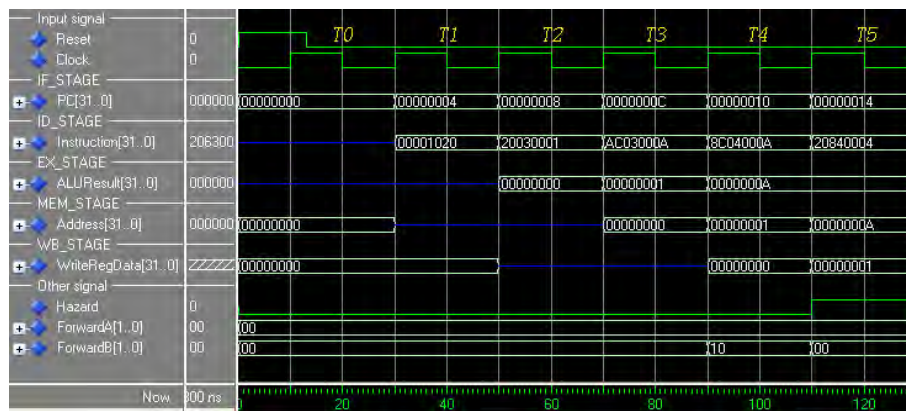 Input signal
T0 T1 T2 T3 T4 T5
Reset 0
Clock 0
IF_STAGE
PC[31..0] 000000 00000000 00000004 00000008 0000000C 00000010 00000014
ID_STAGE
Instruction[31..0] 206300 00001020 20030001 AC03000A 8C04000A 20840004
EX_STAGE
ALUResult[31..0] 000000 00000000 00000001 0000000A
MEM_STAGE
Address[31..0] 000000 00000000 00000000 00000001 0000000A
WB_STAGE
WriteRegData[31..0] ZZZZZ 00000000 00000000 00000001
Other signal
Hazard 0
ForwardA[1..0] 00 00
ForwardB[1..0] 00 00 10 00
Now 300 ns 20 40 60 80 100 120